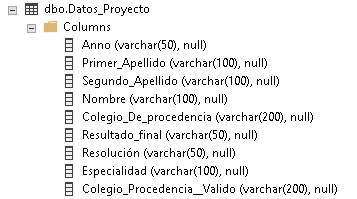 dbo.Datos_Proyecto
Columns
Anno (varchar(50), null)
Primer_Apellido (varchar(100), null)
Segundo_Apellido (varchar(100), null)
Nombre (varchar(100), null)
Colegio_De_procedencia (varchar(200), null)
Resultado_final (varchar(50), null)
Resolución (varchar(50), null)
Especialidad (varchar(100), null)
Colegio_Procedencia__Valido (varchar(200), null)